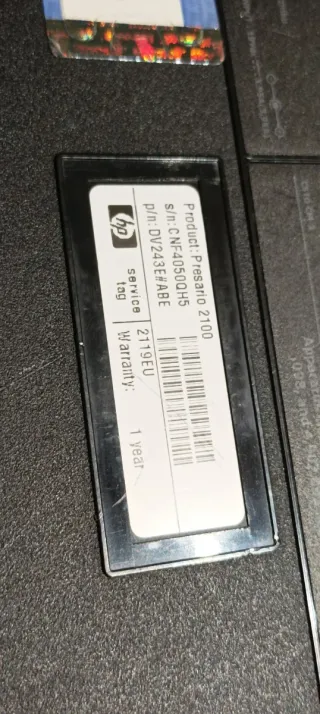 Product:Presario 2100
s/n:CNF4050QH5
p/n:DV243E#ABE
hp
service
tag
2119EU
Warranty: 1 year